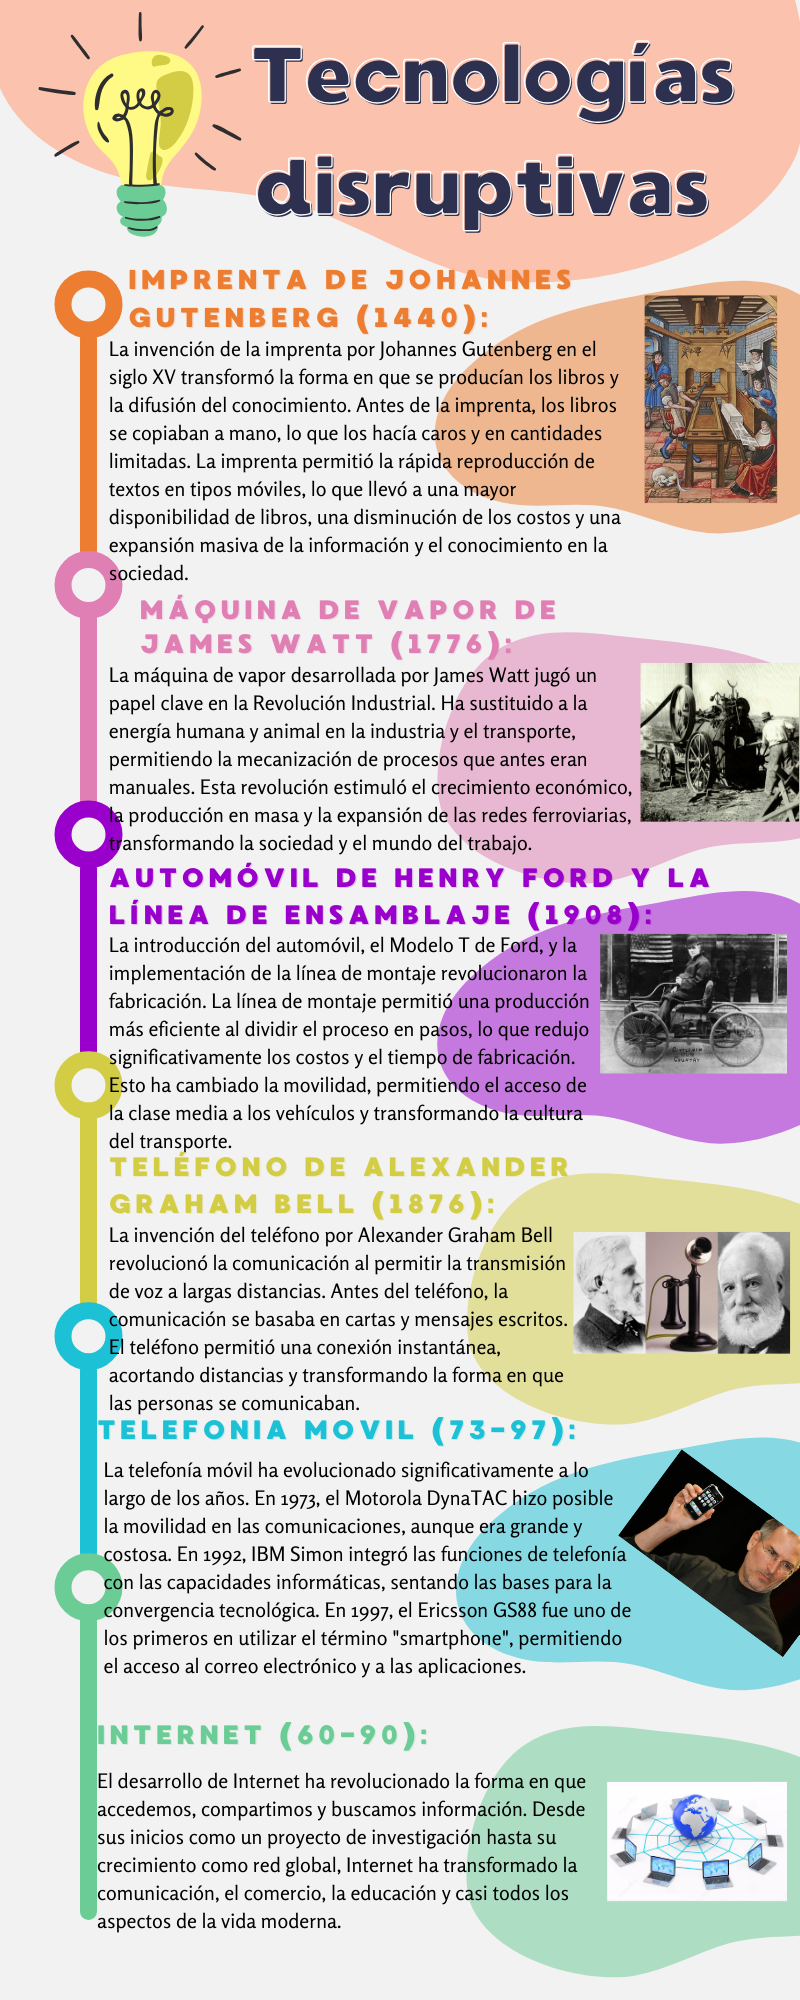 Tecnologías
disruptivas
IMPRENTA DE JOHANNES
GUTENBERG (1440):
La invención de la imprenta por Johannes Gutenberg en el
siglo XV transformó la forma en que se producían los libros y
la difusión del conocimiento. Antes de la imprenta, los libros
se copiaban a mano, lo que los hacía caros y en cantidades
limitadas. La imprenta permitió la rápida reproducción de
textos en tipos móviles, lo que llevó a una mayor
disponibilidad de libros, una disminución de los costos y una
expansión masiva de la información y el conocimiento en la
sociedad.
MÁQUINA DE VAPOR DE
JAMES WATT (1776):
La máquina de vapor desarrollada por James Watt jugó un
papel clave en la Revolución Industrial. Ha sustituido a la
energía humana y animal en la industria y el transporte,
permitiendo la mecanización de procesos que antes eran
manuales. Esta revolución estimuló el crecimiento económico,
la producción en masa y la expansión de las redes ferroviarias,
transformando la sociedad y el mundo del trabajo.
AUTOMÓVIL DE HENRY FORD Y LA
LÍNEA DE ENSAMBLAJE (1908):
La introducción del automóvil, el Modelo T de Ford, y la
implementación de la línea de montaje revolucionaron la
fabricación. La línea de montaje permitió una producción
más eficiente al dividir el proceso en pasos, lo que redujo
significativamente los costos y el tiempo de fabricación.
Esto ha cambiado la movilidad, permitiendo el acceso de
la clase media a los vehículos y transformando la cultura
del transporte.
TELÉFONO DE ALEXANDER
GRAHAM BELL (1876):
La invención del teléfono por Alexander Graham Bell
revolucionó la comunicación al permitir la transmisión
de voz a largas distancias. Antes del teléfono, la
comunicación se basaba en cartas y mensajes escritos.
El teléfono permitió una conexión instantánea,
acortando distancias y transformando la forma en que
las personas se comunicaban.
TELEFONIA MOVIL (73-97):
La telefonía móvil ha evolucionado significativamente a lo
largo de los años. En 1973, el Motorola DynaTAC hizo posible
la movilidad en las comunicaciones, aunque era grande y
costosa. En 1992, IBM Simon integró las funciones de telefonía
con las capacidades informáticas, sentando las bases para la
convergencia tecnológica. En 1997, el Ericsson GS88 fue uno de
los primeros en utilizar el término "smartphone", permitiendo
el acceso al correo electrónico y a las aplicaciones.
INTERNET (60-90):
El desarrollo de Internet ha revolucionado la forma en que
accedemos, compartimos y buscamos información. Desde
sus inicios como un proyecto de investigación hasta su
crecimiento como red global, Internet ha transformado la
comunicación, el comercio, la educación y casi todos los
aspectos de la vida moderna.